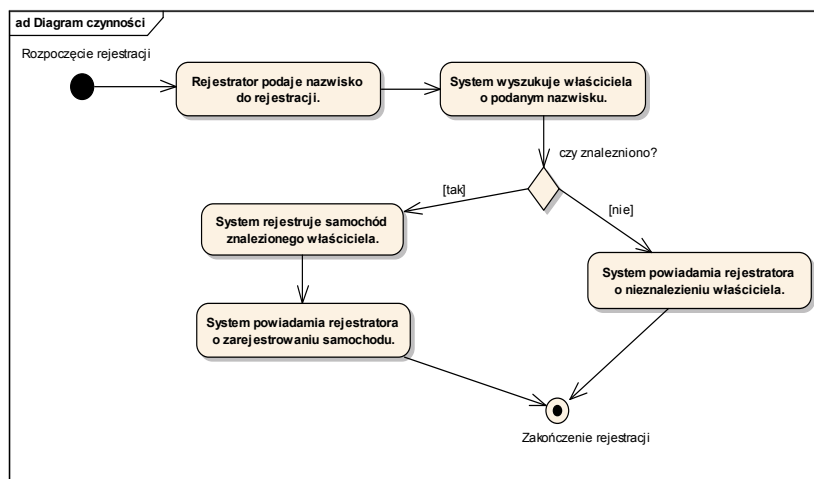 ad Diagram czynności
Rozpoczęcie rejestracji
Rejestrator podaje nazwisko
do rejestracji.
System wyszukuje właściciela
o podanym nazwisku.
czy znalezniono?
[tak]
[nie]
System rejestruje samochód
znalezionego właściciela.
System powiadamia rejestratora
o nieznalezieniu właściciela.
System powiadamia rejestratora
o zarejestrowaniu samochodu.
Zakończenie rejestracji